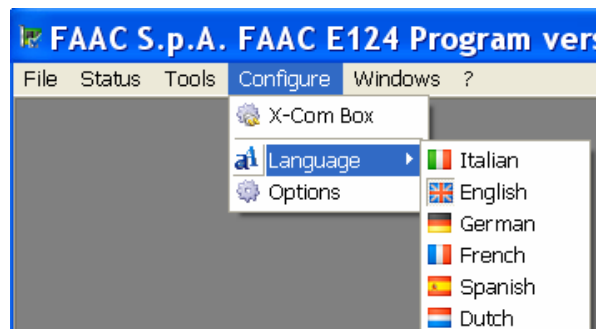 FAAC S.p.A. FAAC E124 Program vers
File Status Tools Configure Windows ?
X-Com Box
Language
Options
Italian
English
German
French
Spanish
Dutch